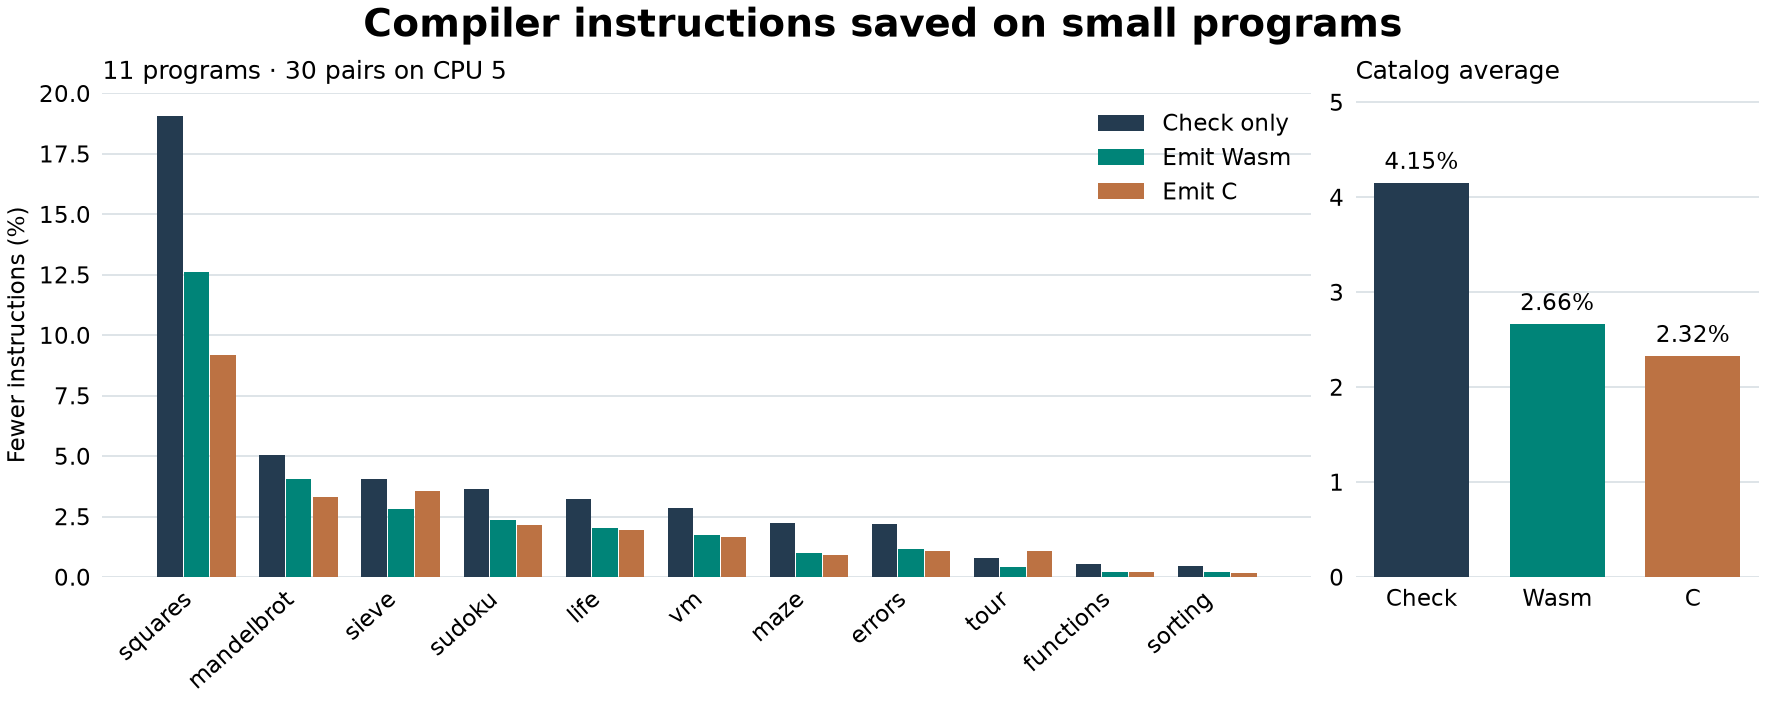 Compiler instructions saved on small programs
11 programs · 30 pairs on CPU 5
Fewer instructions (%)
20.0
17.5
15.0
12.5
10.0
7.5
5.0
2.5
0.0
Check only
Emit Wasm
Emit C
squares
mandelbrot
sieve
sudoku
life
vm
maze
errors
tour
functions
sorting
Catalog average
5
4
3
2
1
0
4.15%
2.66%
2.32%
Check
Wasm
C